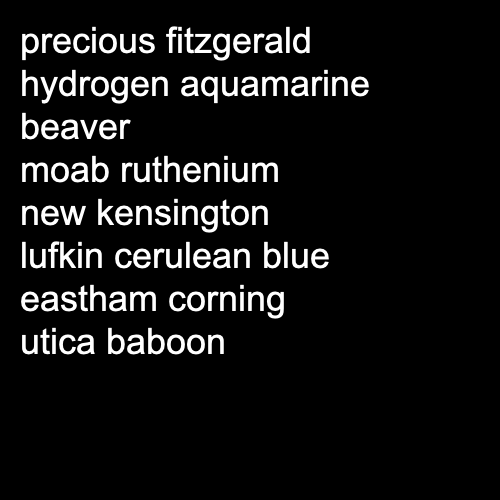 precious fitzgerald
hydrogen aquamarine
beaver
moab ruthenium
new kensington
lufkin cerulean blue
eastham corning
utica baboon